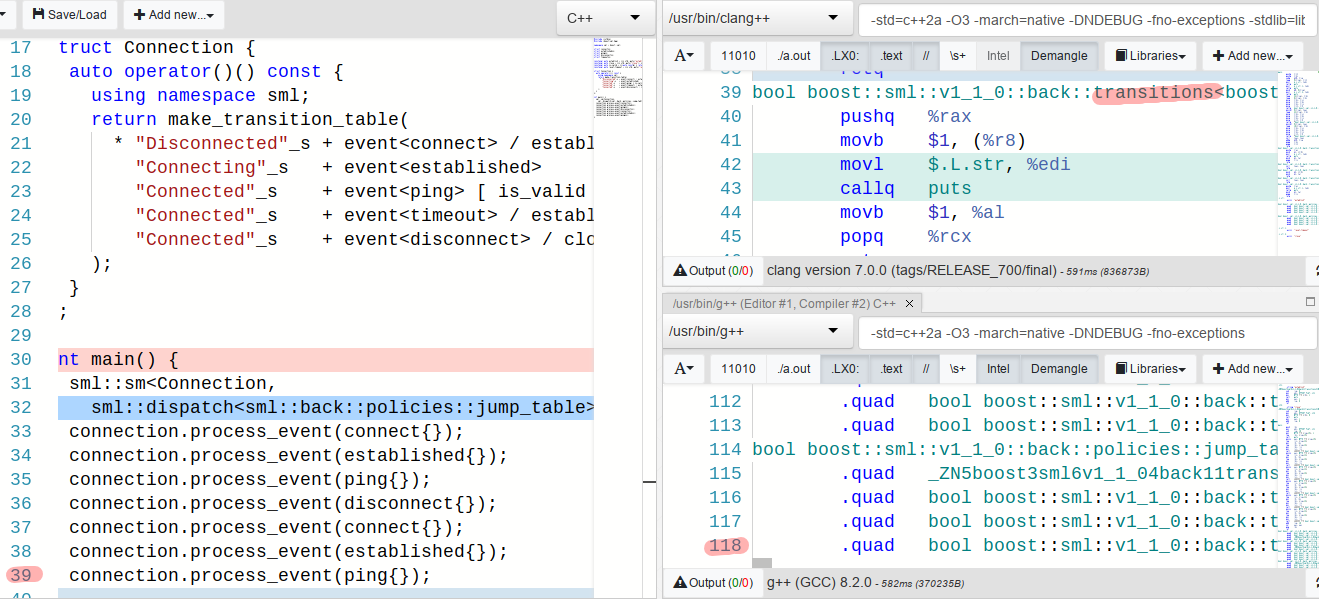 Save/Load
+ Add new...
C++
17 truct Connection {
18 auto operator()() const {
19 using namespace sml;
20 return make_transition_table(
21 * "Disconnected"_s + event<connect> / establ
22 "Connecting"_s + event<established>
23 "Connected"_s + event<ping> [ is_valid
24 "Connected"_s + event<timeout> / establ
25 "Connected"_s + event<disconnect> / clo
26 );
27 }
28 ;
29
30 nt main() {
31 sml::sm<Connection,
32 sml::dispatch<sml::back::policies::jump_table>
33 connection.process_event(connect{});
34 connection.process_event(established{});
35 connection.process_event(ping{});
36 connection.process_event(disconnect{});
37 connection.process_event(connect{});
38 connection.process_event(established{});
39 connection.process_event(ping{});
/usr/bin/clang++
-std=c++2a -O3 -march=native -DNDEBUG -fno-exceptions -stdlib=lib
A 11010 ./a.out .LX0: .text // \s+ Intel Demangle Libraries + Add new...
39 bool boost::sml::v1_1_0::back::transitions<boost
40 pushq %rax
41 movb $1, (%r8)
42 movl $.L.str, %edi
43 callq puts
44 movb $1, %al
45 popq %rcx
Output (0/0) clang version 7.0.0 (tags/RELEASE_700/final) - 591ms (836873B)
/usr/bin/g++ (Editor #1, Compiler #2) C++ ×
/usr/bin/g++
-std=c++2a -O3 -march=native -DNDEBUG -fno-exceptions
A 11010 ./a.out .LX0: .text // \s+ Intel Demangle Libraries + Add new...
112 .quad bool boost::sml::v1_1_0::back::t
113 .quad bool boost::sml::v1_1_0::back::t
114 bool boost::sml::v1_1_0::back::policies::jump_ta
115 .quad _ZN5boost3sml6v1_1_04back11trans
116 .quad bool boost::sml::v1_1_0::back::t
117 .quad bool boost::sml::v1_1_0::back::t
118 .quad bool boost::sml::v1_1_0::back::t
Output (0/0) g++ (GCC) 8.2.0 - 582ms (370235B)